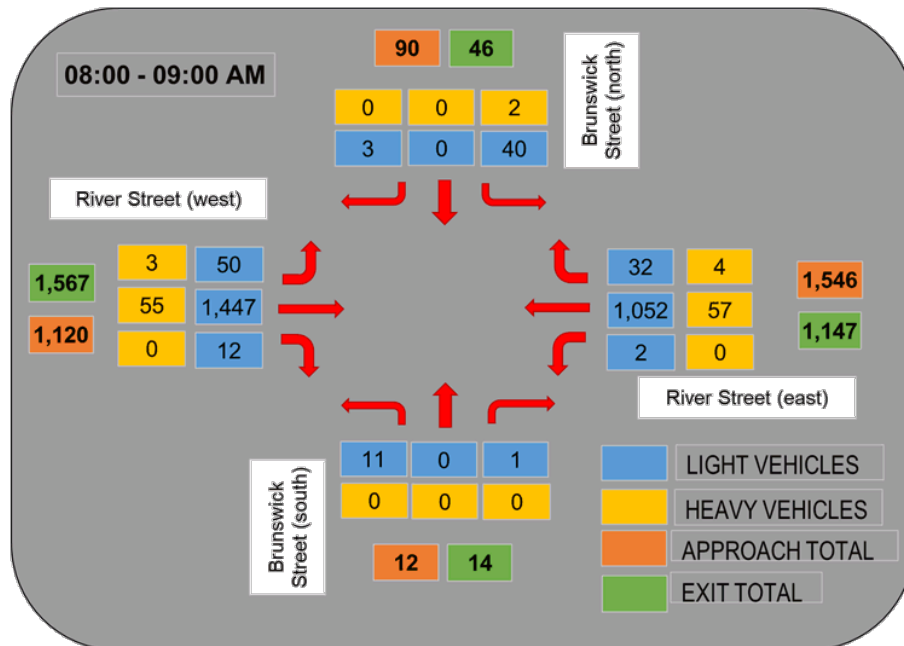 90 46
08:00 - 09:00 AM
Brunswick
Street (north)
0 0 2
3 0 40
River Street (west)
3 50
1,567
55 1,447
1,120
0 12
32 4
1,546
1,052 57
1,147
2 0
River Street (east)
Brunswick
Street (south)
11 0 1
0 0 0
12 14
LIGHT VEHICLES
HEAVY VEHICLES
APPROACH TOTAL
EXIT TOTAL